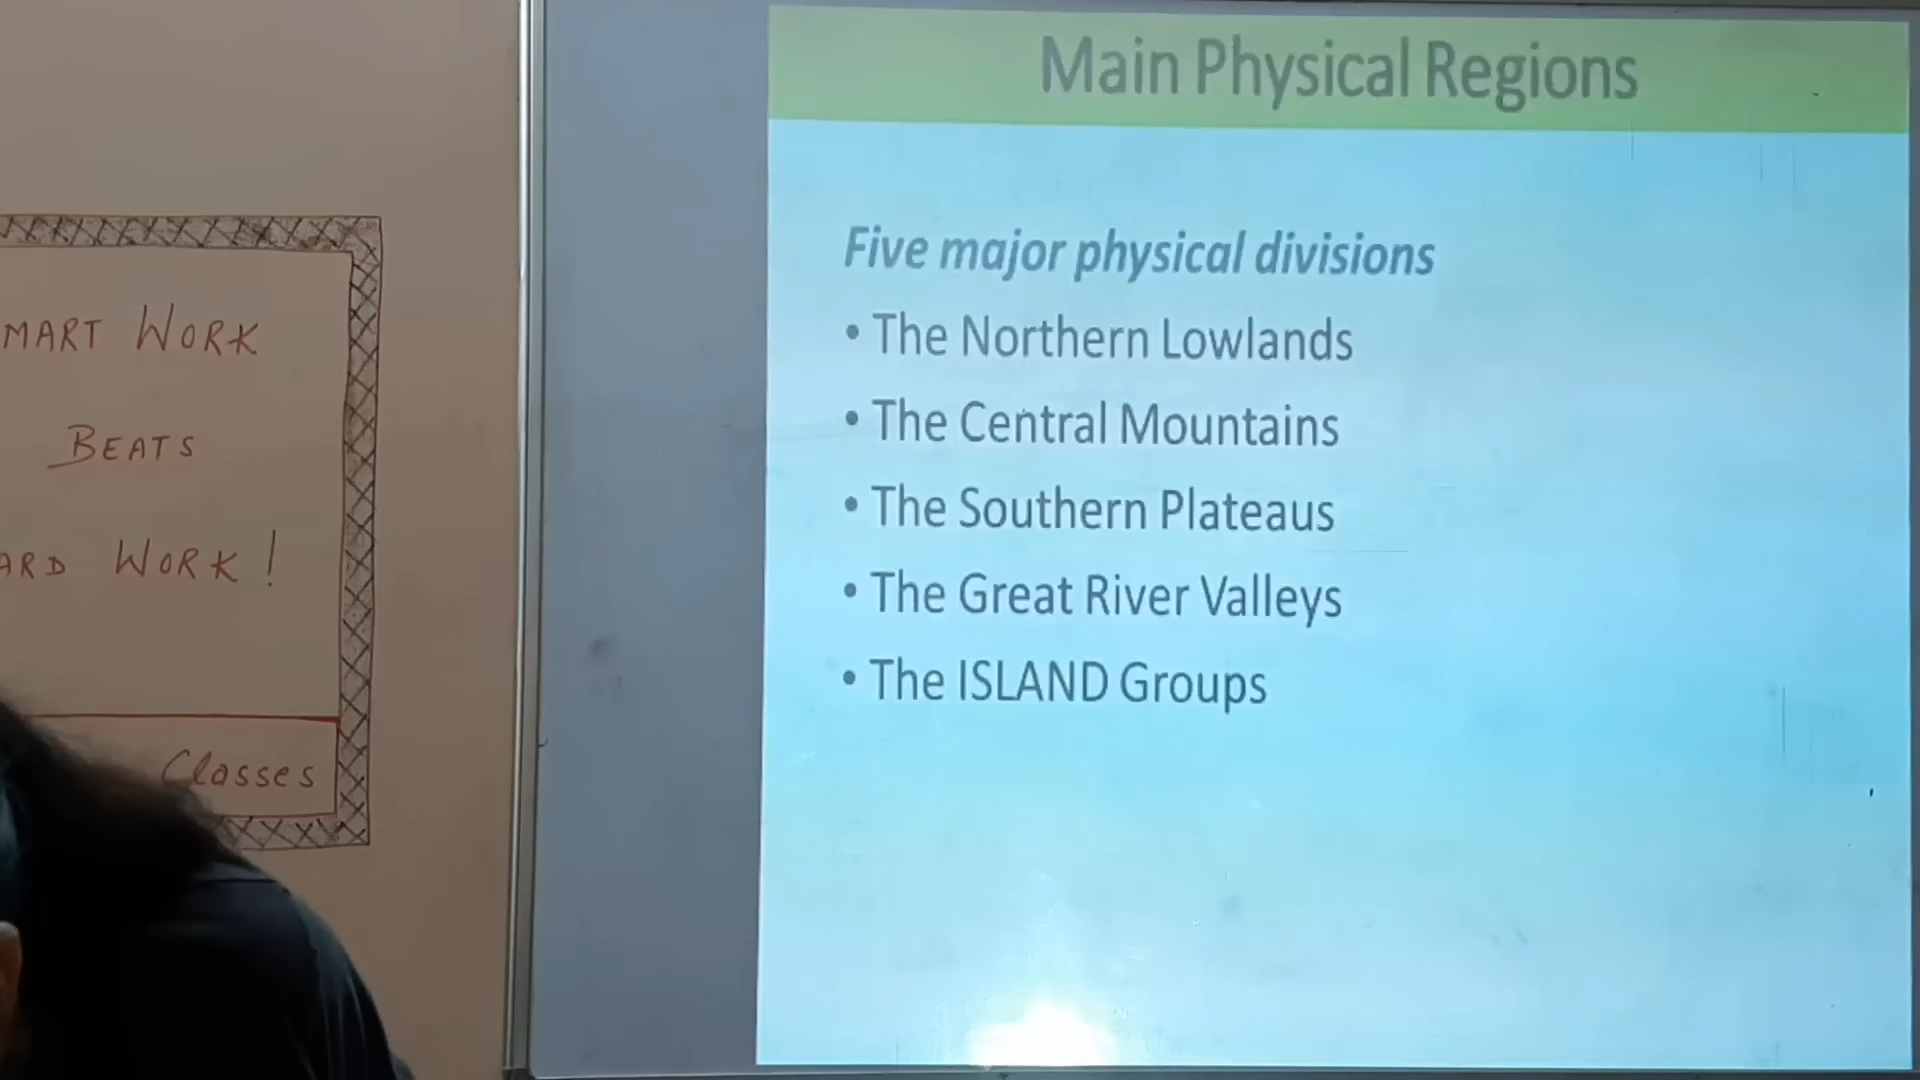 MART WORK
BEATS
ARD WORK!
Classes
Main Physical Regions
Five major physical divisions
• The Northern Lowlands
• The Central Mountains
• The Southern Plateaus
• The Great River Valleys
• The ISLAND Groups